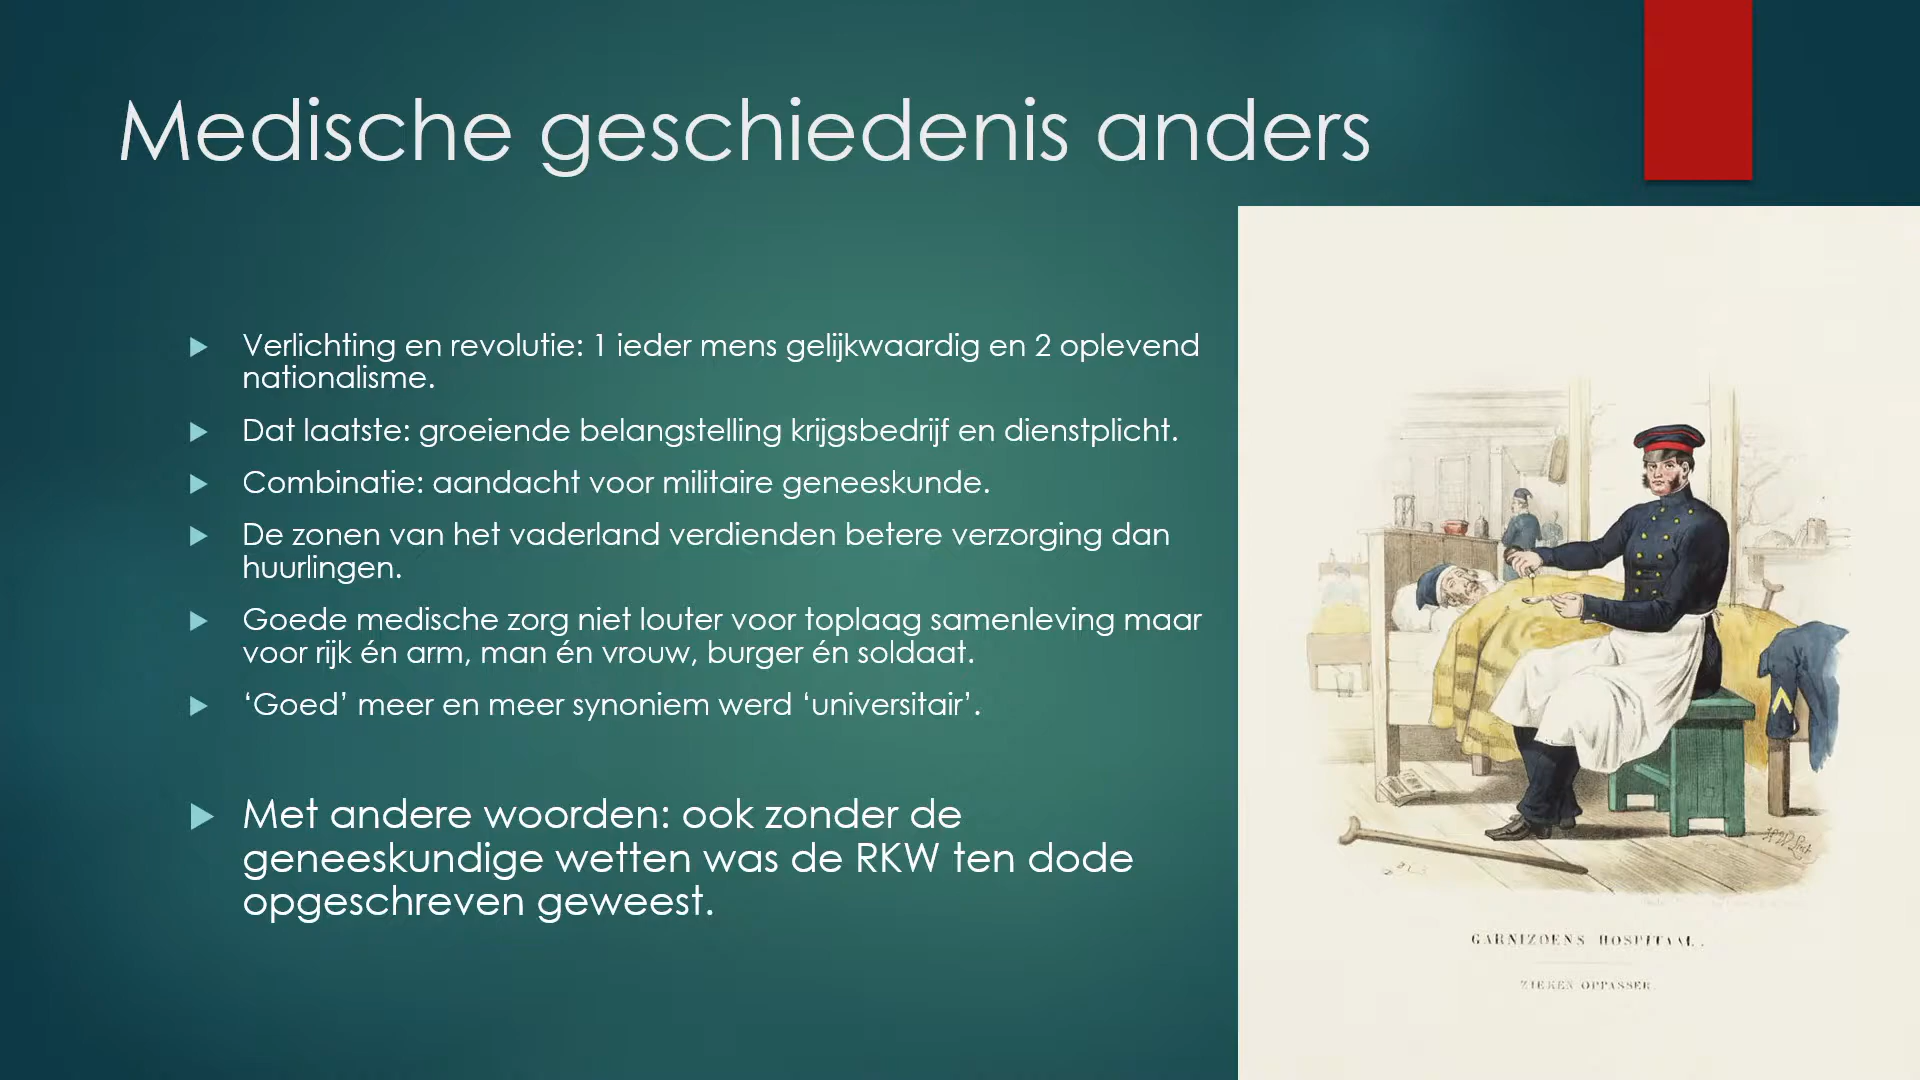 Medische geschiedenis anders
Verlichting en revolutie: 1 ieder mens gelijkwaardig en 2 oplevend
nationalisme.
Dat laatste: groeiende belangstelling krijgsbedrijf en dienstplicht.
Combinatie: aandacht voor militaire geneeskunde.
De zonen van het vaderland verdienden betere verzorging dan
huurlingen.
Goede medische zorg niet louter voor toplaag samenleving maar
voor rijk én arm, man én vrouw, burger én soldaat.
‘Goed’ meer en meer synoniem werd ‘universitair’.
Met andere woorden: ook zonder de
geneeskundige wetten was de RKW ten dode
opgeschreven geweest.
GARNIZOENS HOSPITAAL.
ZIEKEN OPPASSER.